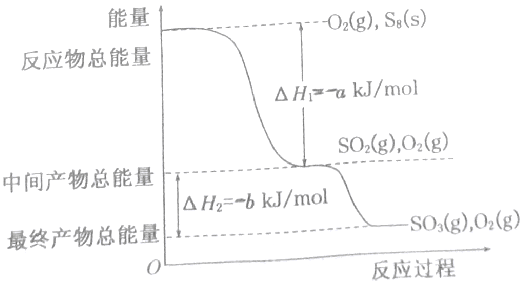 能量
O₂(g), S₈(s)
反应物总能量
ΔH₁=-a kJ/mol
SO₂(g),O₂(g)
中间产物总能量
ΔH₂=-b kJ/mol
最终产物总能量
SO₃(g),O₂(g)
O
反应过程